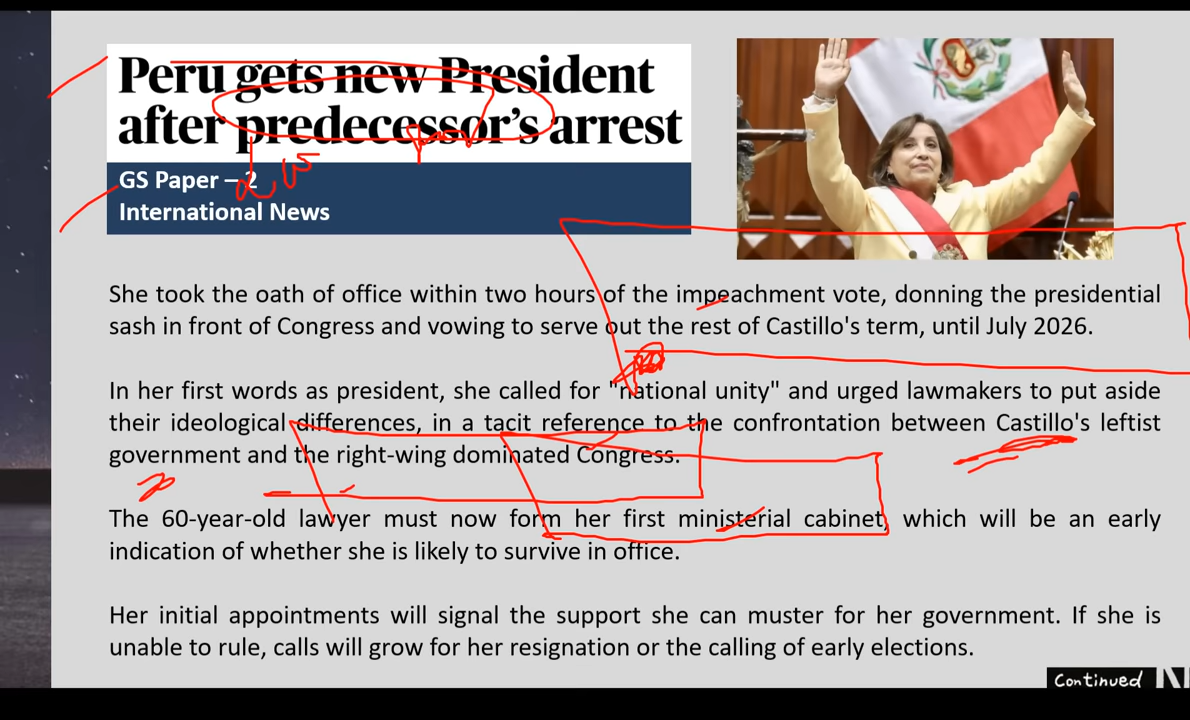 Peru gets new President
after predecessor's arrest
GS Paper – 2
International News
She took the oath of office within two hours of the impeachment vote, donning the presidential
sash in front of Congress and vowing to serve out the rest of Castillo's term, until July 2026.
In her first words as president, she called for "national unity" and urged lawmakers to put aside
their ideological differences, in a tacit reference to the confrontation between Castillo's leftist
government and the right-wing dominated Congress.
The 60-year-old lawyer must now form her first ministerial cabinet, which will be an early
indication of whether she is likely to survive in office.
Her initial appointments will signal the support she can muster for her government. If she is
unable to rule, calls will grow for her resignation or the calling of early elections.
Continued